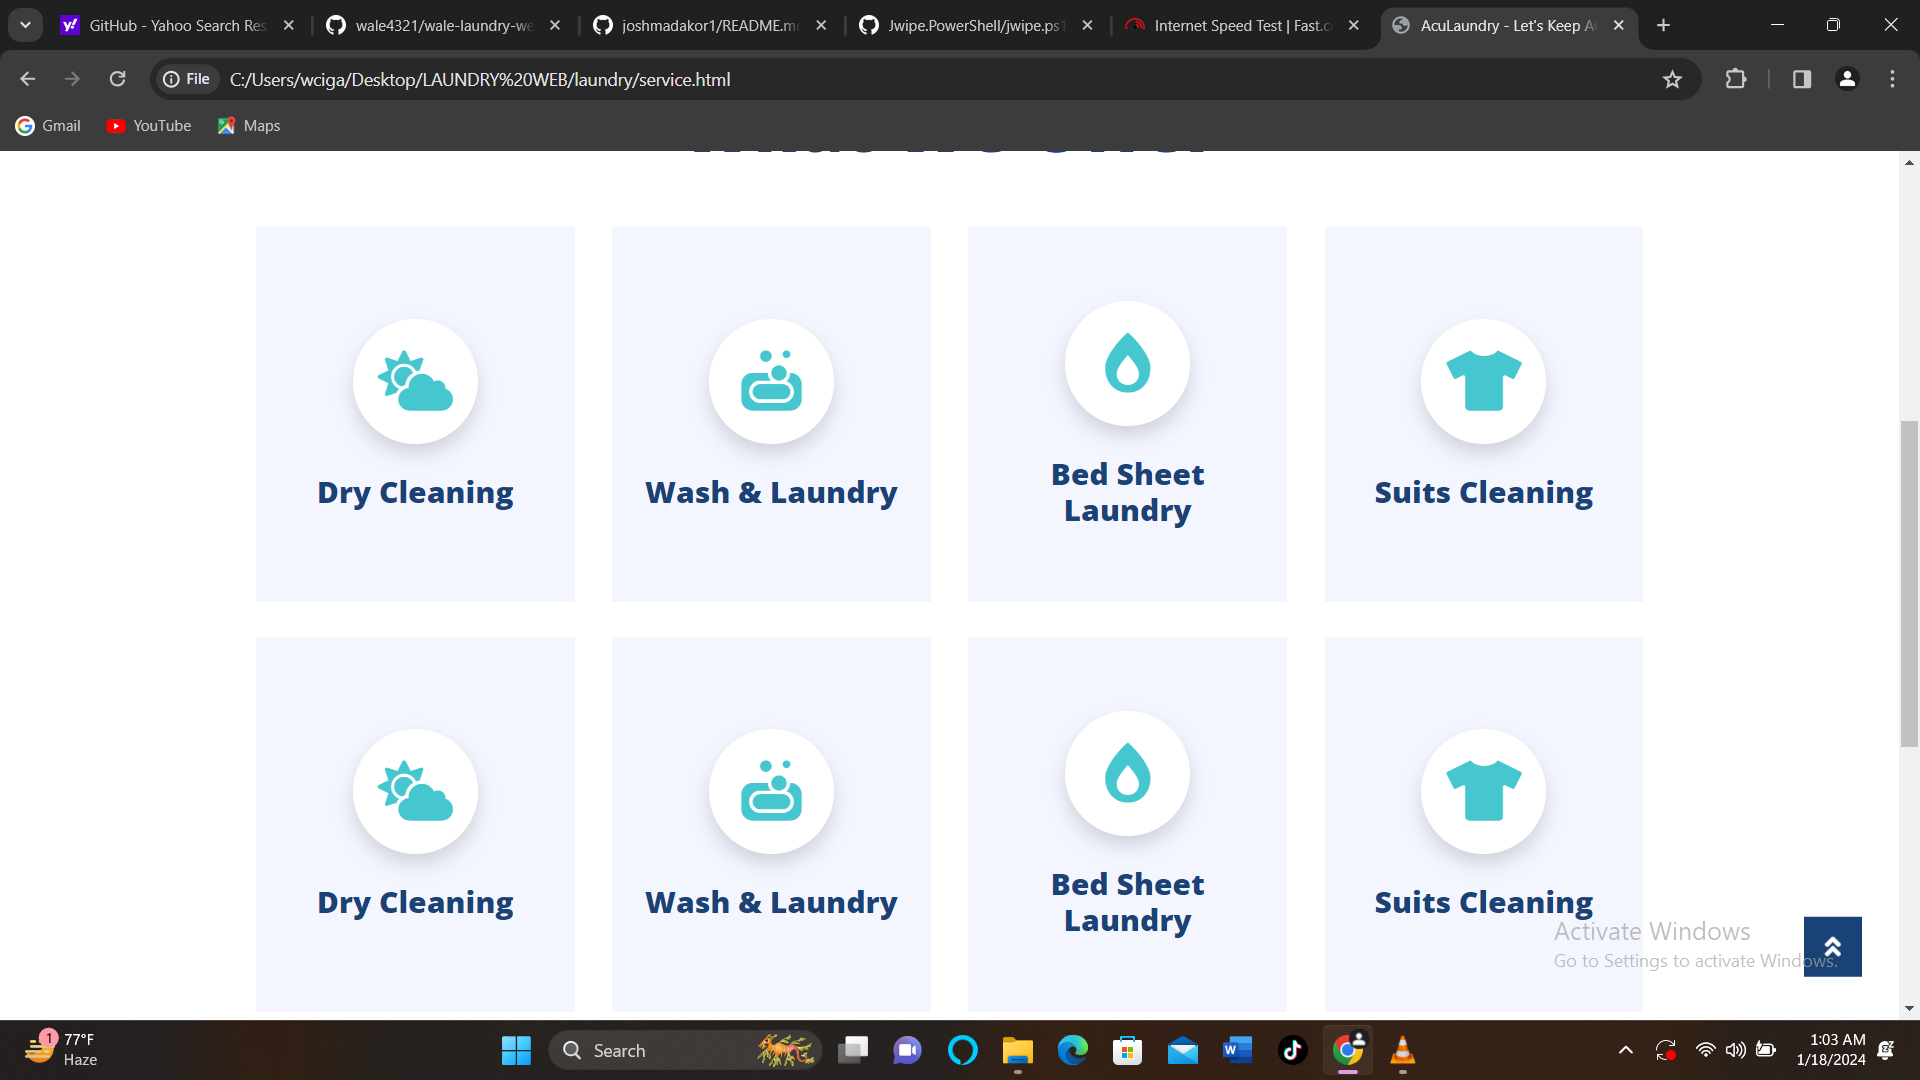 GitHub - Yahoo Search Res
wale4321/wale-laundry-we
joshmadakor1/README.m
Jwipe.PowerShell/jwipe.ps1
Internet Speed Test | Fast.c
AcuLaundry - Let's Keep A
File
C:/Users/wciga/Desktop/LAUNDRY%20WEB/laundry/service.html
Gmail
YouTube
Maps
Dry Cleaning
Wash & Laundry
Bed Sheet
Laundry
Suits Cleaning
Dry Cleaning
Wash & Laundry
Bed Sheet
Laundry
Suits Cleaning
Activate Windows
Go to Settings to activate Windows.
1
77°F
Haze
Search
1:03 AM
1/18/2024